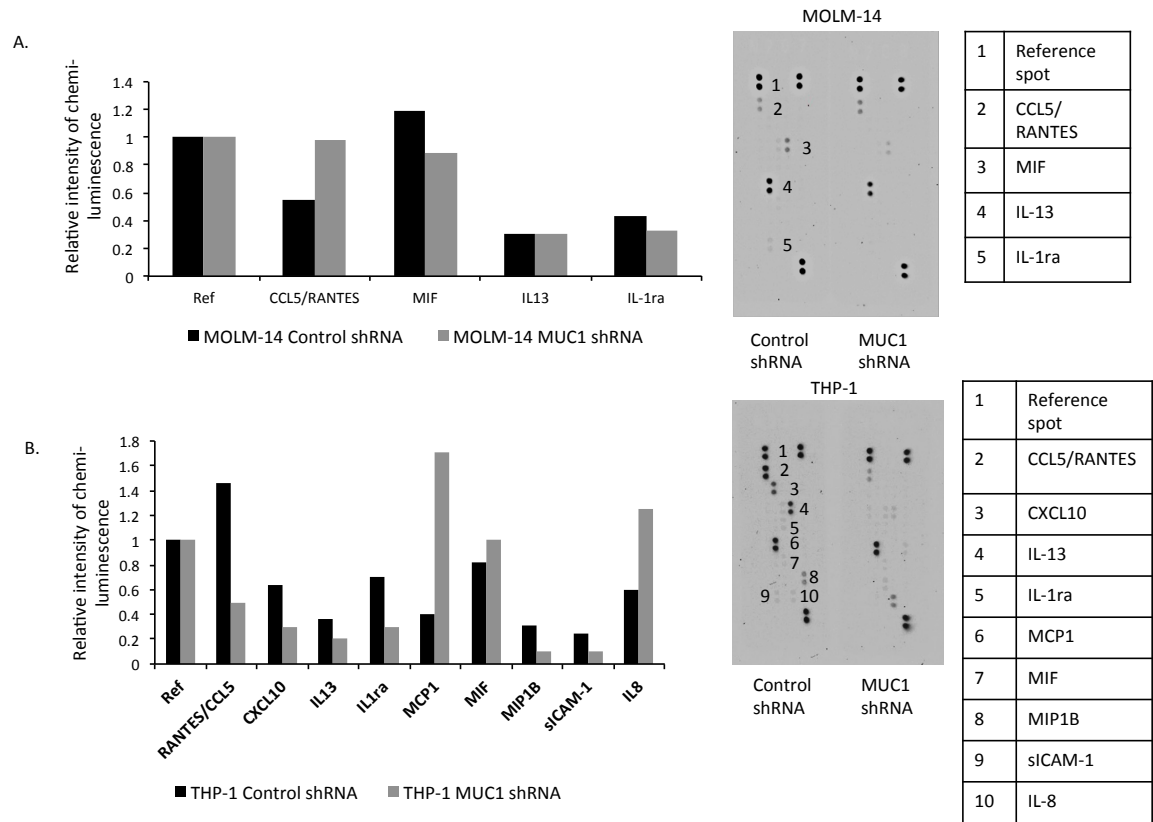 A.
Relative intensity of chemi-
luminescence
1.4
1.2
1
0.8
0.6
0.4
0.2
0
Ref CCL5/RANTES MIF IL13 IL-1ra
MOLM-14 Control shRNA MOLM-14 MUC1 shRNA
MOLM-14
1
2
3
4
5
Control
shRNA
MUC1
shRNA
1 Reference
spot
2 CCL5/
RANTES
3 MIF
4 IL-13
5 IL-1ra
B.
Relative intensity of chemi-
luminescence
1.8
1.6
1.4
1.2
1
0.8
0.6
0.4
0.2
0
Ref RANTES/CCL5 CXCL10 IL13 IL1ra MCP1 MIF MIP1B sICAM-1 IL8
THP-1 Control shRNA THP-1 MUC1 shRNA
THP-1
1
2
3
4
5
6
7
8
9 10
Control
shRNA
MUC1
shRNA
1 Reference
spot
2 CCL5/RANTES
3 CXCL10
4 IL-13
5 IL-1ra
6 MCP1
7 MIF
8 MIP1B
9 sICAM-1
10 IL-8